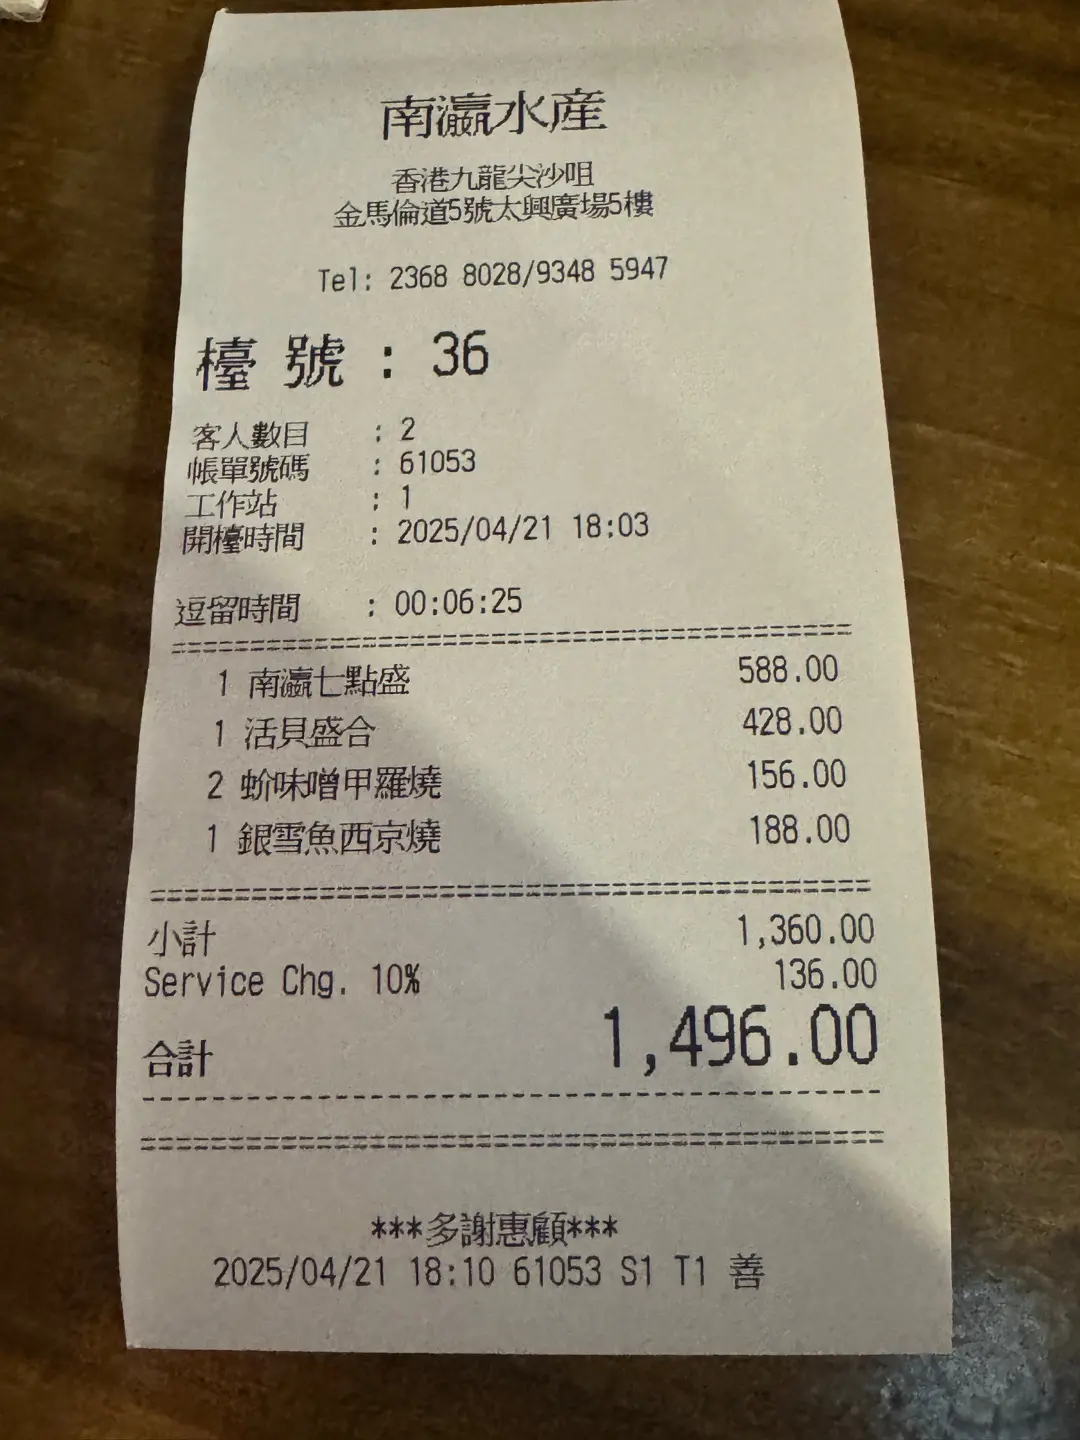 南瀛水産
香港九龍尖沙咀
金馬倫道5號太興廣場5樓
Tel: 2368 8028/9348 5947
檯 號 : 36
客人數目 : 2
帳單號碼 : 61053
工作站 : 1
開檯時間 : 2025/04/21 18:03
逗留時間 : 00:06:25
1 南瀛七點盛 588.00
1 活貝盛合 428.00
2 蚧味噌甲羅燒 156.00
1 銀雪魚西京燒 188.00
小計 1,360.00
Service Chg. 10% 136.00
合計 1,496.00
***多謝惠顧***
2025/04/21 18:10 61053 S1 T1 善